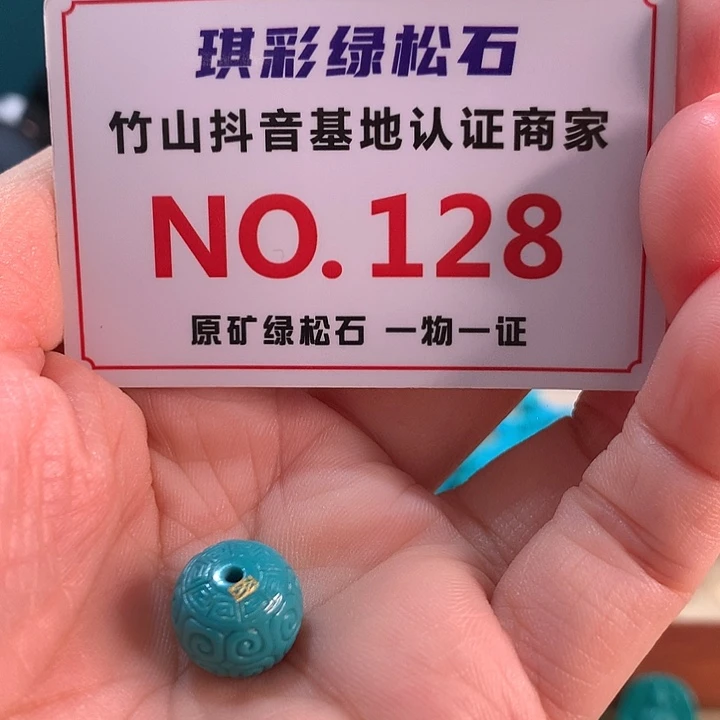 琪彩绿松石
竹山抖音基地认证商家
NO.128
原矿绿松石 一物一证